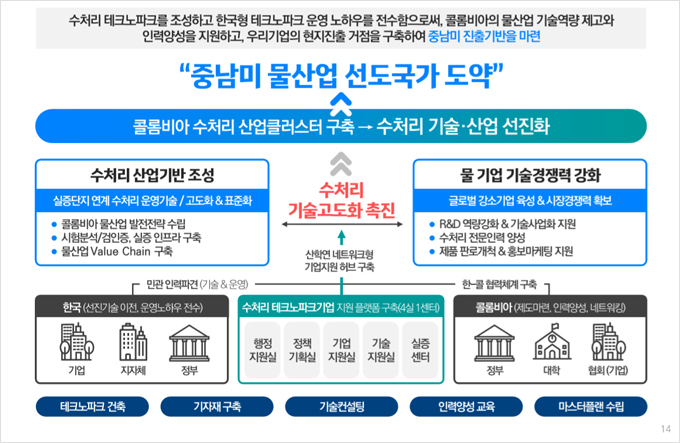 수처리 테크노파크를 조성하고 한국형 테크노파크 운영 노하우를 전수함으로써, 콜롬비아의 물산업 기술역량 제고와
인력양성을 지원하고, 우리기업의 현지진출 거점을 구축하여 중남미 진출기반을 마련
“중남미 물산업 선도국가 도약”
콜롬비아 수처리 산업클러스터 구축 → 수처리 기술·산업 선진화
수처리 산업기반 조성
실증단지 연계 수처리 운영기술 / 고도화 & 표준화
• 콜롬비아 물산업 발전전략 수립
• 시험분석/검인증, 실증 인프라 구축
• 물산업 Value Chain 구축
수처리
기술고도화 촉진
산학연 네트워크형
기업지원 허브 구축
물 기업 기술경쟁력 강화
글로벌 강소기업 육성 & 시장경쟁력 확보
• R&D 역량강화 & 기술사업화 지원
• 수처리 전문인력 양성
• 제품 판로개척 & 홍보마케팅 지원
민관 인력파견 (기술 & 운영)
한-콜 협력체계 구축
한국(선진기술 이전, 운영노하우 전수)
기업
지자체
정부
수처리 테크노파크기업 지원 플랫폼 구축(4실 1센터)
행정
지원실
정책
기획실
기업
지원실
기술
지원실
실증
센터
콜롬비아(제도마련, 인력양성, 네트워킹)
정부
대학
협회(기업)
테크노파크 건축
기자재 구축
기술컨설팅
인력양성 교육
마스터플랜 수립
14